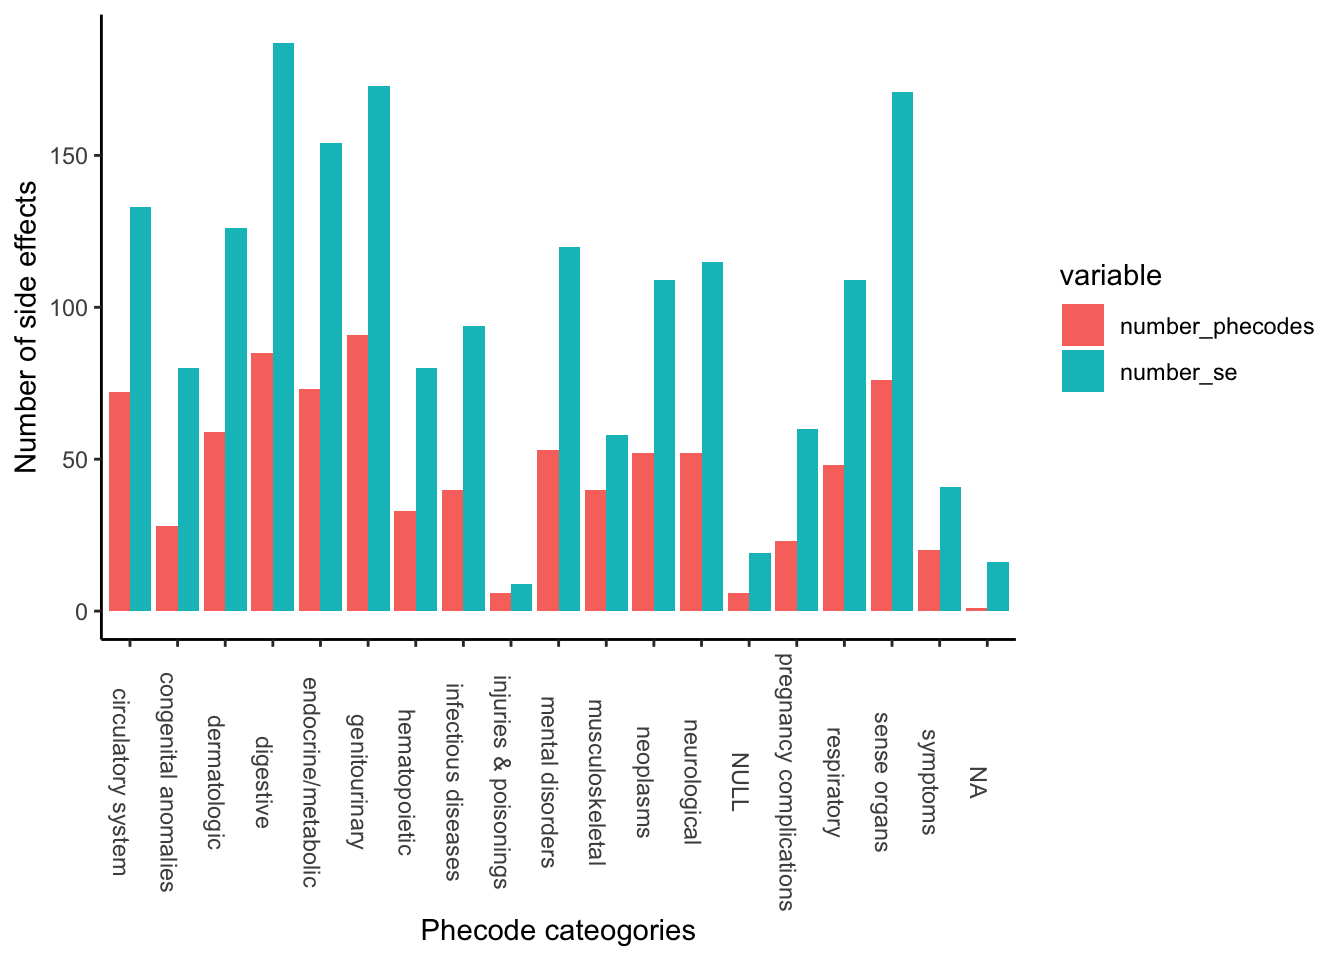 Number of side effects
150
100
50
0
circulatory system
congenital anomalies
dermatologic
digestive
endocrine/metabolic
genitourinary
hematopoietic
infectious diseases
injuries & poisonings
mental disorders
musculoskeletal
neoplasms
neurological
NULL
pregnancy complications
respiratory
sense organs
symptoms
NA
Phecode cateogories
variable
number_phecodes
number_se